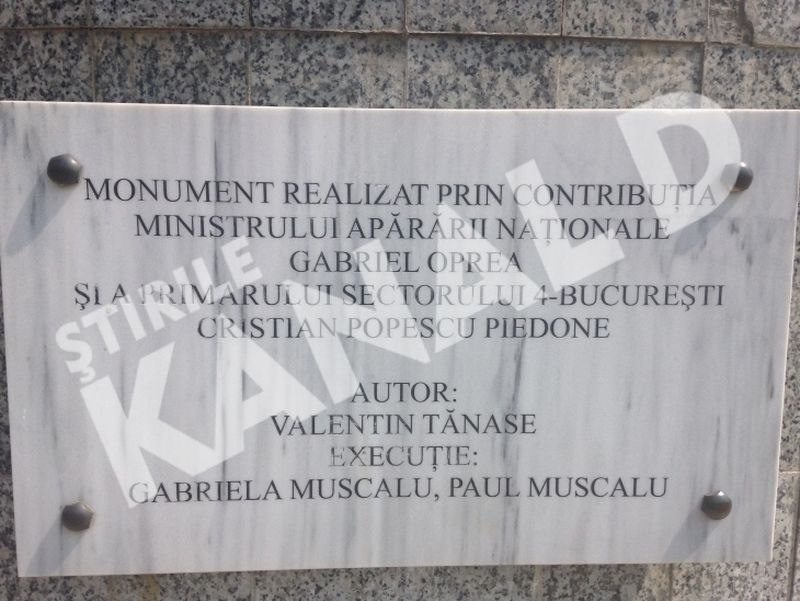 MONUMENT REALIZAT PRIN CONTRIBUȚIA
MINISTRULUI APĂRĂRII NAȚIONALE
GABRIEL OPREA
ȘI A PRIMARULUI SECTORULUI 4-BUCUREȘTI
CRISTIAN POPESCU PIEDONE
AUTOR:
VALENTIN TĂNASE
EXECUȚIE:
GABRIELA MUSCALU, PAUL MUSCALU
ȘTIRILE
KANAL D